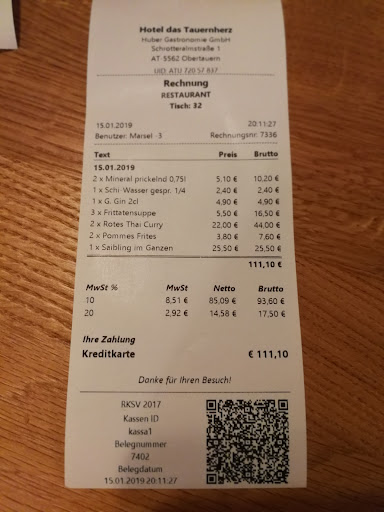 Hotel das Tauernherz
Huber Gastronomie GmbH
Schrotteralmstraße 1
AT 5562 Obertauern
UID: ATU 720 57 837
Rechnung
RESTAURANT
Tisch: 32
15.01.2019 20:11:27
Benutzer: Marsel -3 Rechnungsnr: 7336
Text Preis Brutto
15.01.2019
2 x Mineral prickelnd 0,75l 5,10 € 10,20 €
1 x Schi Wasser gespr. 1/4 2,40 € 2,40 €
1 x G. Gin 2cl 4,90 € 4,90 €
3 x Frittatensuppe 5,50 € 16,50 €
2 x Rotes Thai Curry 22,00 € 44,00 €
2 x Pommes Frites 3,80 € 7,60 €
1 x Saibling im Ganzen 25,50 € 25,50 €
111,10 €
MwSt % MwSt Netto Brutto
10 8,51 € 85,09 € 93,60 €
20 2,92 € 14,58 € 17,50 €
Ihre Zahlung
Kreditkarte € 111,10
Danke für Ihren Besuch!
RKSV 2017
Kassen ID
kassa1
Belegnummer
7402
Belegdatum
15.01.2019 20:11:27